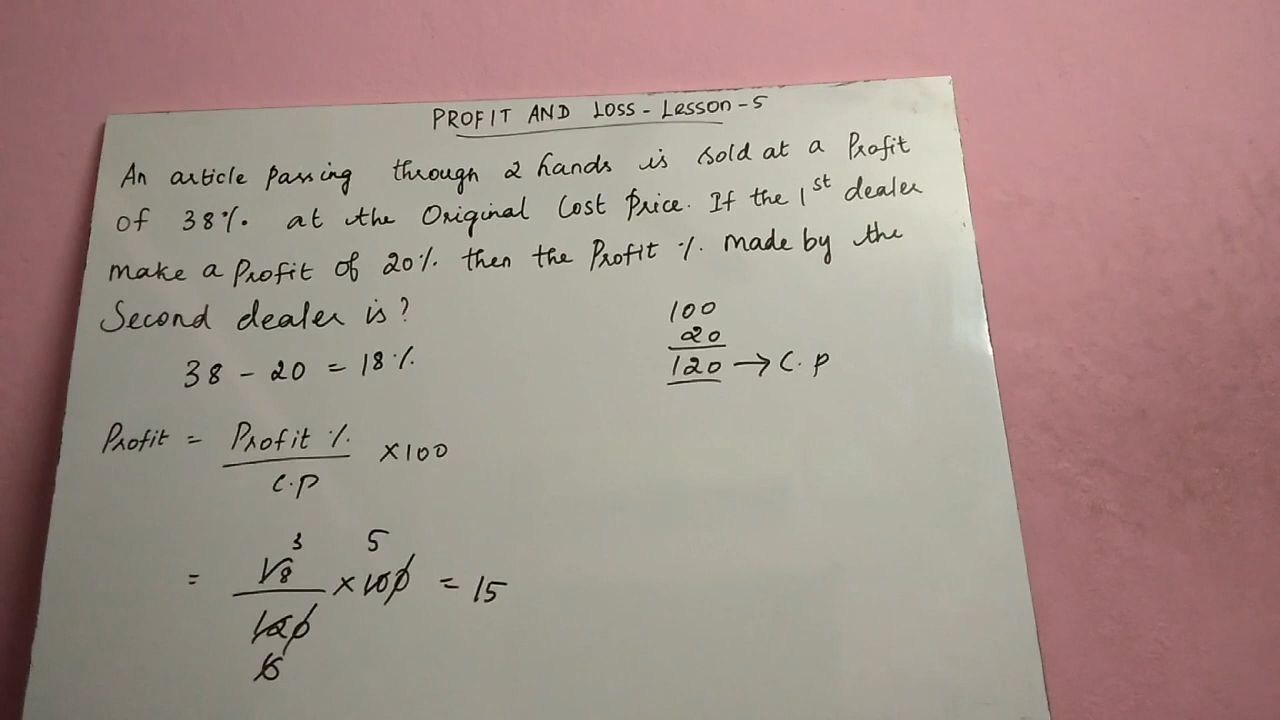 PROFIT AND LOSS - Lesson - 5
An article passing through 2 hands is sold at a Profit
of 38% at the Original Cost Price. If the 1st dealer
make a Profit of 20% then the Profit % made by the
Second dealer is?
100
20
38 - 20 = 18%
120 → C.P
Profit = Profit % / C.P × 100
3 5
= 18 / 120 × 100 = 15
6